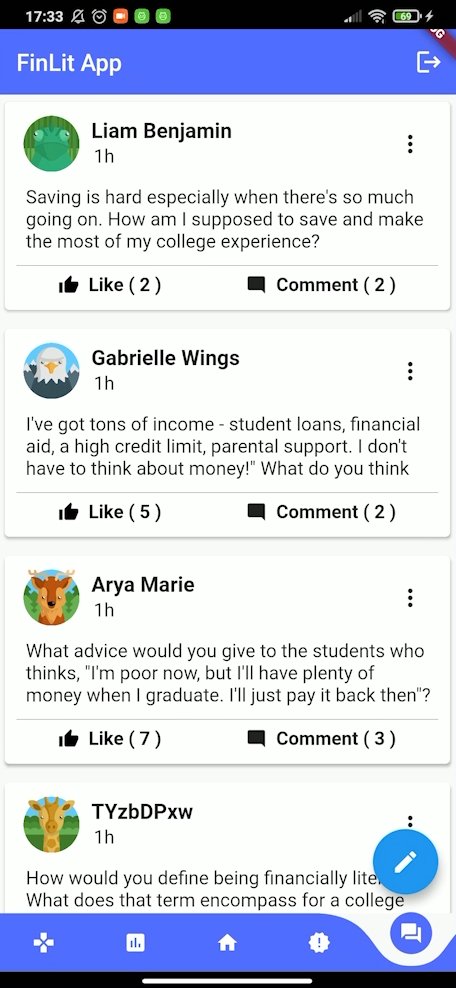 17:33
69
FinLit App
Liam Benjamin
1h
Saving is hard especially when there's so much
going on. How am I supposed to save and make
the most of my college experience?
Like ( 2 )
Comment ( 2 )
Gabrielle Wings
1h
I've got tons of income - student loans, financial
aid, a high credit limit, parental support. I don't
have to think about money!" What do you think
Like ( 5 )
Comment ( 2 )
Arya Marie
1h
What advice would you give to the students who
thinks, "I'm poor now, but I'll have plenty of
money when I graduate. I'll just pay it back then"?
Like ( 7 )
Comment ( 3 )
TYzbDPxw
1h
How would you define being financially
What does that term encompass for a college